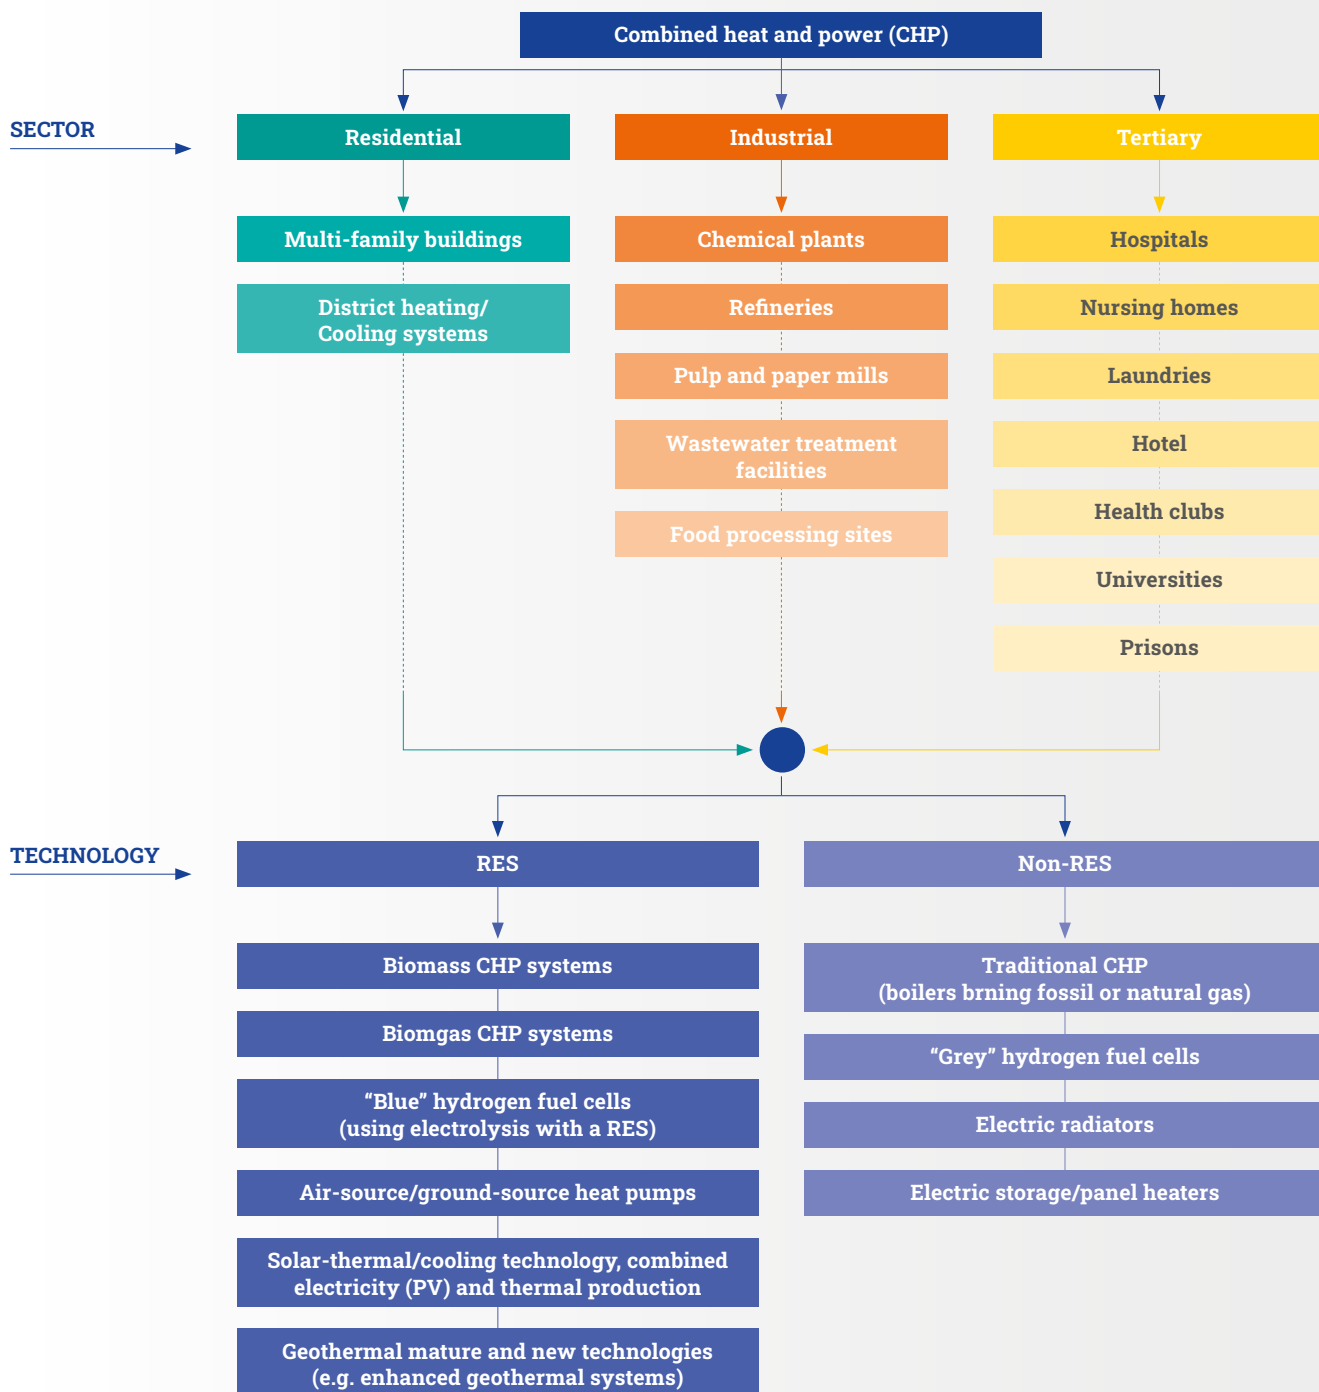 Combined heat and power (CHP)
SECTOR
Residential
Industrial
Tertiary
Multi-family buildings
District heating/
Cooling systems
Chemical plants
Refineries
Pulp and paper mills
Wastewater treatment
facilities
Food processing sites
Hospitals
Nursing homes
Laundries
Hotel
Health clubs
Universities
Prisons
TECHNOLOGY
RES
Non-RES
Biomass CHP systems
Biomgas CHP systems
“Blue” hydrogen fuel cells
(using electrolysis with a RES)
Air-source/ground-source heat pumps
Solar-thermal/cooling technology, combined
electricity (PV) and thermal production
Geothermal mature and new technologies
(e.g. enhanced geothermal systems)
Traditional CHP
(boilers brning fossil or natural gas)
“Grey” hydrogen fuel cells
Electric radiators
Electric storage/panel heaters